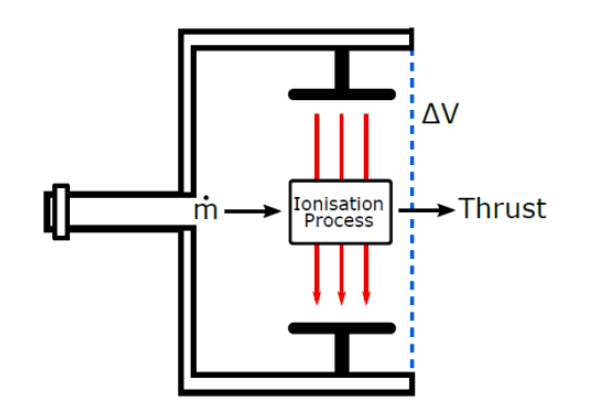 ΔV
ṁ
Ionisation
Process
Thrust